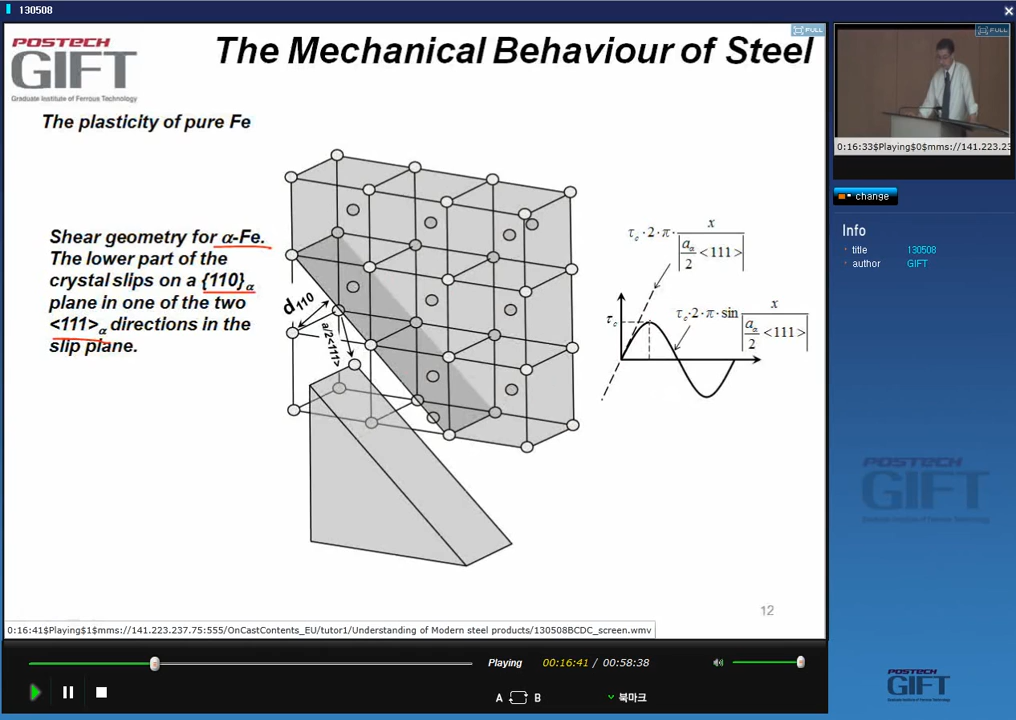 130508
POSTECH
GIFT
Graduate Institute of Ferrous Technology
The Mechanical Behaviour of Steel
FULL
The plasticity of pure Fe
Shear geometry for α-Fe.
The lower part of the
crystal slips on a {110}α
plane in one of the two
<111>α directions in the
slip plane.
d110
a/2<111>
τc·2·π· x / |aα/2 <111>|
τc·2·π·sin x / |aα/2 <111>|
τc
12
0:16:41$Playing$1$mms://141.223.237.75:555/OnCastContents_EU/tutor1/Understanding of Modern steel products/130508BCDC_screen.wmv
FULL
0:16:33$Playing$0$mms://141.223.23
change
Info
title 130508
author GIFT
POSTECH
GIFT
Playing 00:16:41 / 00:58:38
A B 북마크
POSTECH
GIFT